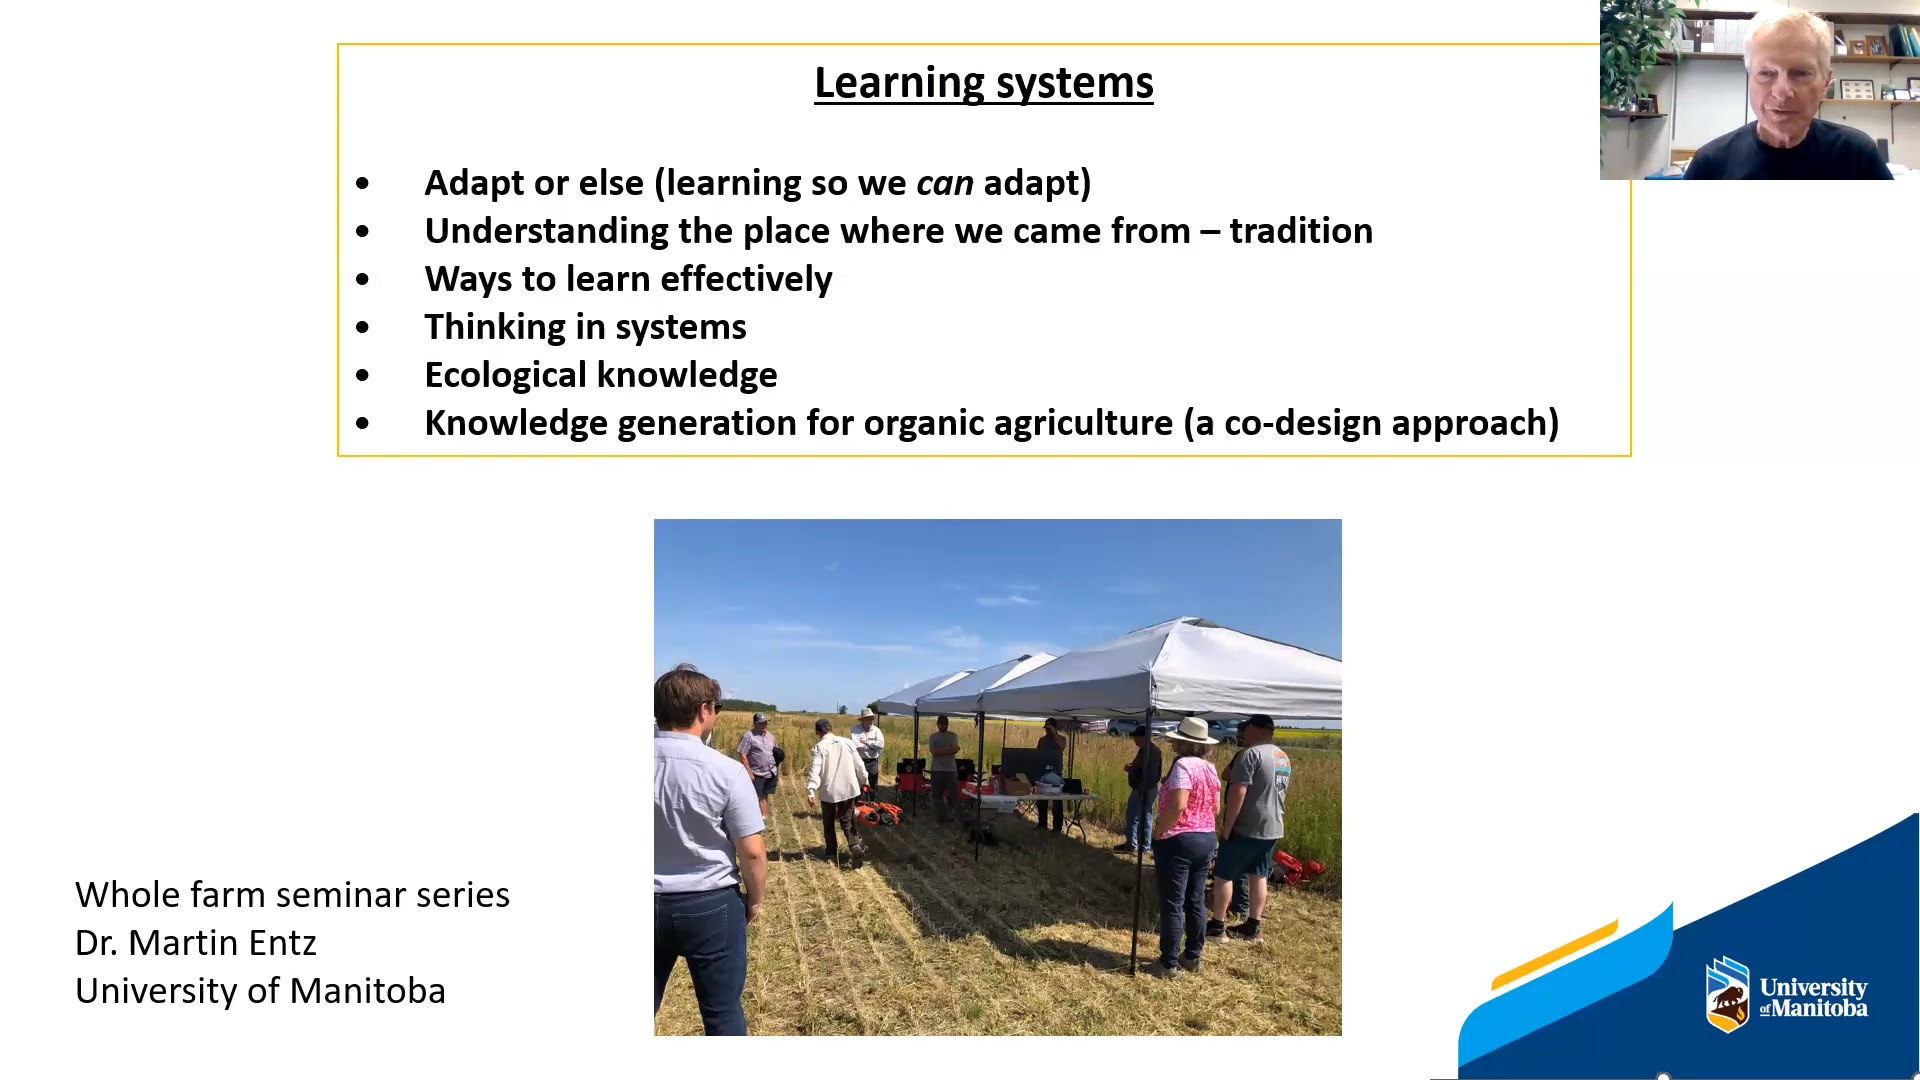 Learning systems
• Adapt or else (learning so we can adapt)
• Understanding the place where we came from – tradition
• Ways to learn effectively
• Thinking in systems
• Ecological knowledge
• Knowledge generation for organic agriculture (a co-design approach)
Whole farm seminar series
Dr. Martin Entz
University of Manitoba
University
of Manitoba